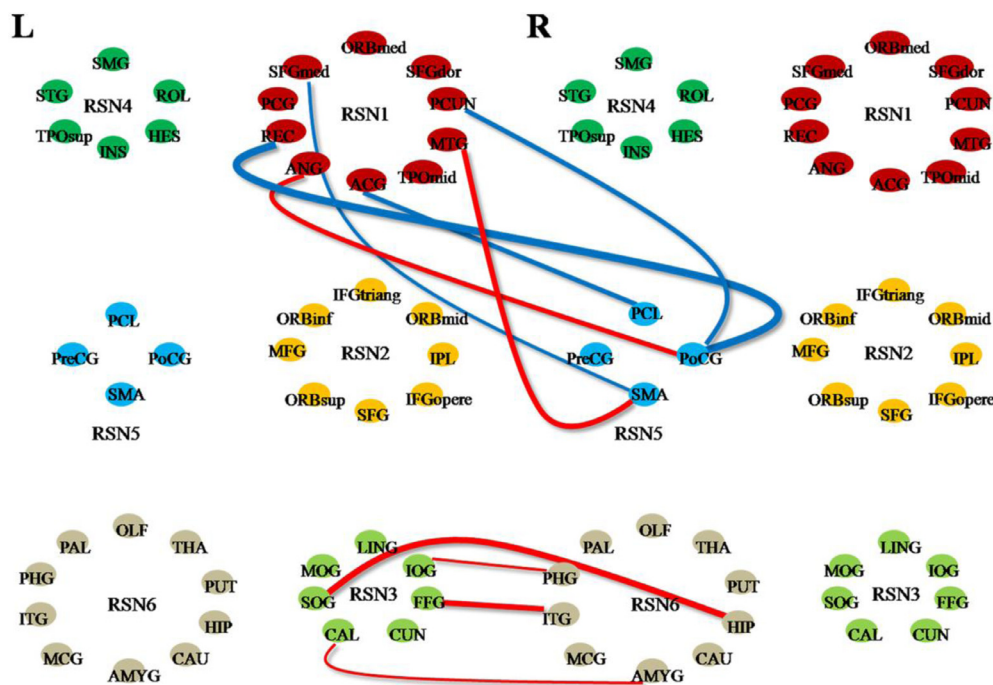 L
R
SMG
STG
ROL
RSN4
TPOsup
HES
INS
ORBmed
SFGmed
SFGdor
PCG
PCUN
RSN1
REC
MTG
ANG
TPOmid
ACG
SMG
STG
ROL
RSN4
TPOsup
HES
INS
ORBmed
SFGmed
SFGdor
PCG
PCUN
RSN1
REC
MTG
ANG
TPOmid
ACG
PCL
PreCG
PoCG
SMA
RSN5
IFGtriang
ORBinf
ORBmid
MFG
RSN2
IPL
ORBsup
IFGopere
SFG
PCL
PreCG
PoCG
SMA
RSN5
IFGtriang
ORBinf
ORBmid
MFG
RSN2
IPL
ORBsup
IFGopere
SFG
OLF
PAL
THA
PHG
PUT
RSN6
ITG
HIP
MCG
CAU
AMYG
LING
MOG
IOG
RSN3
SOG
FFG
CAL
CUN
OLF
PAL
THA
PHG
PUT
RSN6
ITG
HIP
MCG
CAU
AMYG
LING
MOG
IOG
RSN3
SOG
FFG
CAL
CUN